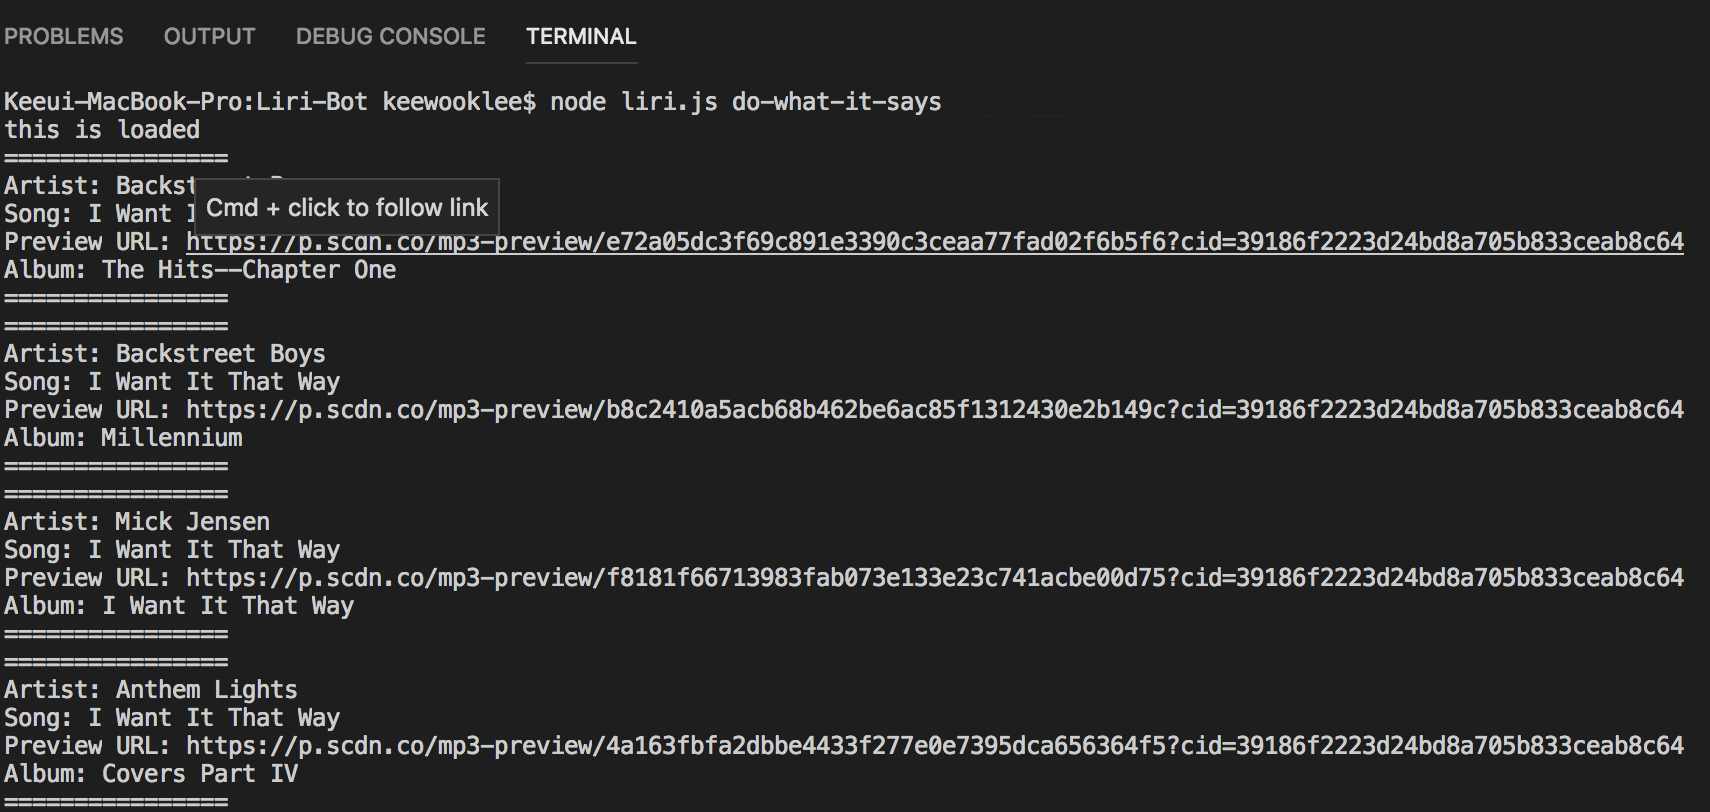 PROBLEMS OUTPUT DEBUG CONSOLE TERMINAL
Keeui-MacBook-Pro:Liri-Bot keewooklee$ node liri.js do-what-it-says
this is loaded
================
Artist: Backst
Song: I Want I
Cmd + click to follow link
Preview URL: https://p.scdn.co/mp3-preview/e72a05dc3f69c891e3390c3ceaa77fad02f6b5f6?cid=39186f2223d24bd8a705b833ceab8c64
Album: The Hits--Chapter One
================
================
Artist: Backstreet Boys
Song: I Want It That Way
Preview URL: https://p.scdn.co/mp3-preview/b8c2410a5acb68b462be6ac85f1312430e2b149c?cid=39186f2223d24bd8a705b833ceab8c64
Album: Millennium
================
================
Artist: Mick Jensen
Song: I Want It That Way
Preview URL: https://p.scdn.co/mp3-preview/f8181f66713983fab073e133e23c741acbe00d75?cid=39186f2223d24bd8a705b833ceab8c64
Album: I Want It That Way
================
================
Artist: Anthem Lights
Song: I Want It That Way
Preview URL: https://p.scdn.co/mp3-preview/4a163fbfa2dbbe4433f277e0e7395dca656364f5?cid=39186f2223d24bd8a705b833ceab8c64
Album: Covers Part IV
================